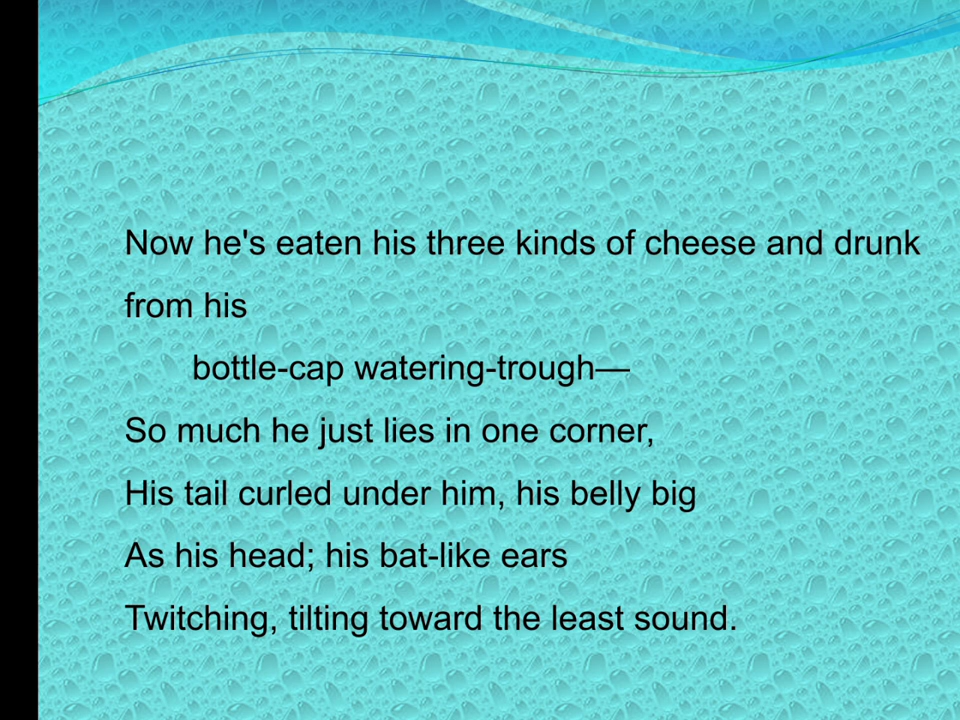 Now he's eaten his three kinds of cheese and drunk
from his
bottle-cap watering-trough—
So much he just lies in one corner,
His tail curled under him, his belly big
As his head; his bat-like ears
Twitching, tilting toward the least sound.